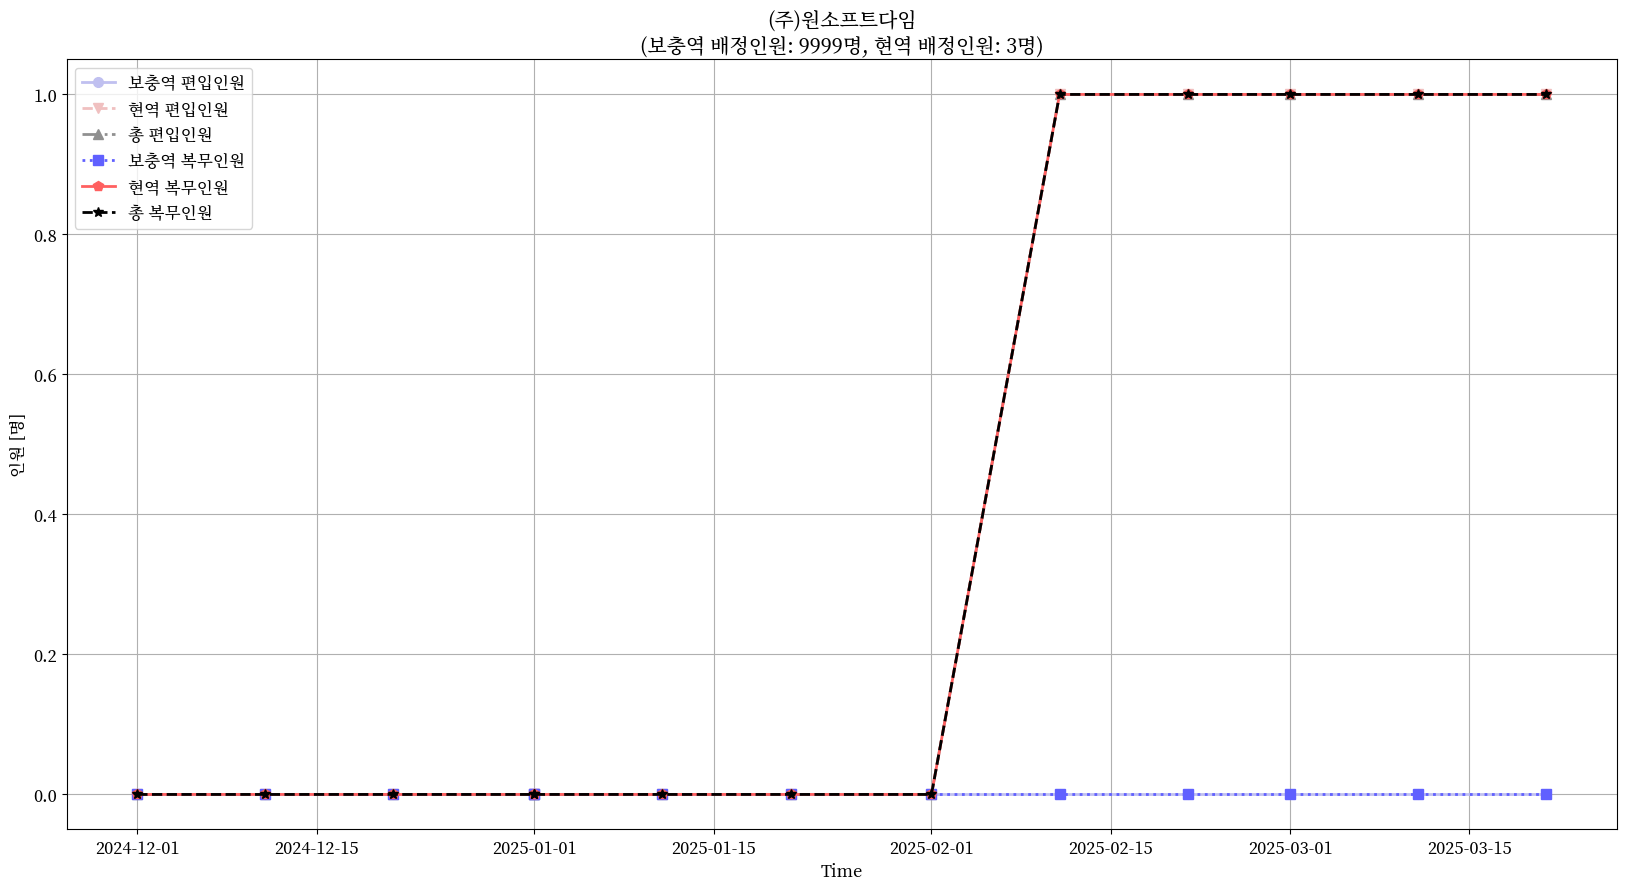 (주)원소프트다임
(보충역 배정인원: 9999명, 현역 배정인원: 3명)
보충역 편입인원
현역 편입인원
총 편입인원
보충역 복무인원
현역 복무인원
총 복무인원
1.0
0.8
0.6
0.4
0.2
0.0
인원 [명]
2024-12-01
2024-12-15
2025-01-01
2025-01-15
2025-02-01
2025-02-15
2025-03-01
2025-03-15
Time